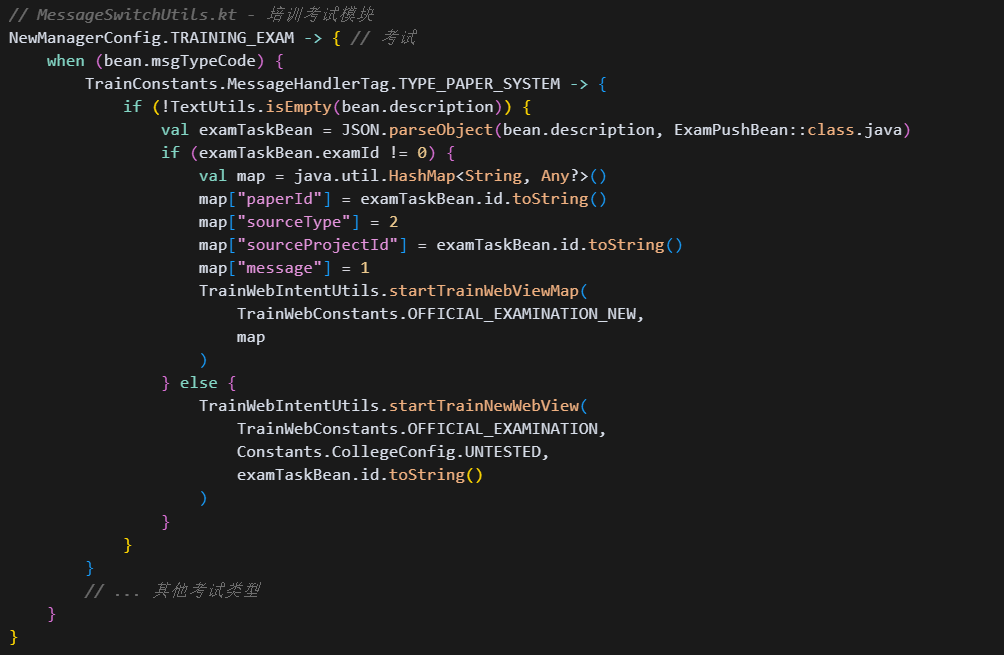 // MessageSwitchUtils.kt - 培训考试模块
NewManagerConfig.TRAINING_EXAM -> { // 考试
    when (bean.msgTypeCode) {
        TrainConstants.MessageHandlerTag.TYPE_PAPER_SYSTEM -> {
            if (!TextUtils.isEmpty(bean.description)) {
                val examTaskBean = JSON.parseObject(bean.description, ExamPushBean::class.java)
                if (examTaskBean.examId != 0) {
                    val map = java.util.HashMap<String, Any?>()
                    map["paperId"] = examTaskBean.id.toString()
                    map["sourceType"] = 2
                    map["sourceProjectId"] = examTaskBean.id.toString()
                    map["message"] = 1
                    TrainWebIntentUtils.startTrainWebViewMap(
                        TrainWebConstants.OFFICIAL_EXAMINATION_NEW,
                        map
                    )
                } else {
                    TrainWebIntentUtils.startTrainNewWebView(
                        TrainWebConstants.OFFICIAL_EXAMINATION,
                        Constants.CollegeConfig.UNTESTED,
                        examTaskBean.id.toString()
                    )
                }
            }
        }
        // ... 其他考试类型
    }
}